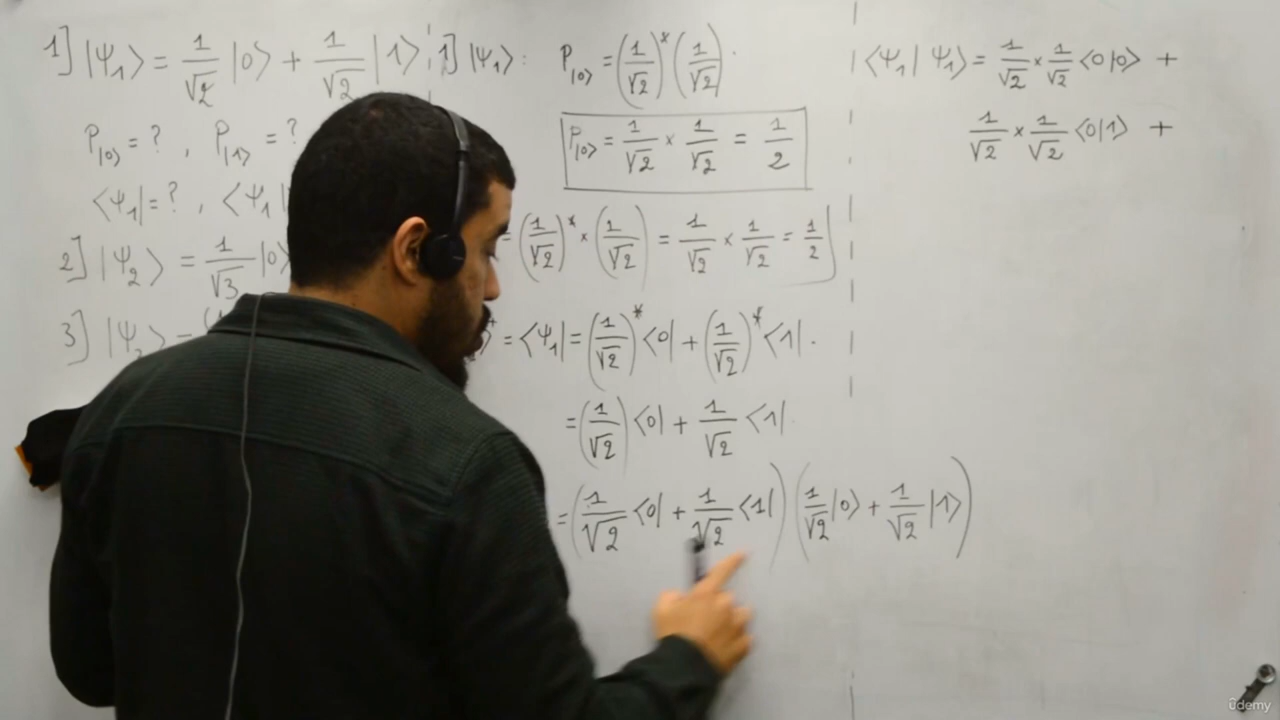 1] |Ψ₁⟩ = 1/√2 |0⟩ + 1/√2 |1⟩
P|0⟩ = ? , P|1⟩ = ?
⟨Ψ₁| = ? , ⟨Ψ₁|
2] |Ψ₂⟩ = 1/√3 |0⟩
3] |Ψ
1] |Ψ₁⟩ : P|0⟩ = (1/√2)* (1/√2) .
P|0⟩ = 1/√2 × 1/√2 = 1/2
= (1/√2)* × (1/√2) = 1/√2 × 1/√2 = 1/2
= ⟨Ψ₁| = (1/√2)* ⟨0| + (1/√2)* ⟨1| .
= (1/√2) ⟨0| + 1/√2 ⟨1| .
= (1/√2 ⟨0| + 1/√2 ⟨1|) (1/√2 |0⟩ + 1/√2 |1⟩)
⟨Ψ₁|Ψ₁⟩ = 1/√2 × 1/√2 ⟨0|0⟩ +
1/√2 × 1/√2 ⟨0|1⟩ +
ûdemy